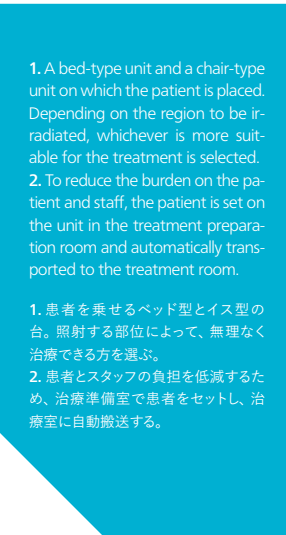 1. A bed-type unit and a chair-type
unit on which the patient is placed.
Depending on the region to be ir-
radiated, whichever is more suit-
able for the treatment is selected.
2. To reduce the burden on the pa-
tient and staff, the patient is set on
the unit in the treatment prepara-
tion room and automatically trans-
ported to the treatment room.
1. 患者を乗せるベッド型とイス型の
台。照射する部位によって、無理なく
治療できる方を選ぶ。
2. 患者とスタッフの負担を低減するた
め、治療準備室で患者をセットし、治
療室に自動搬送する。